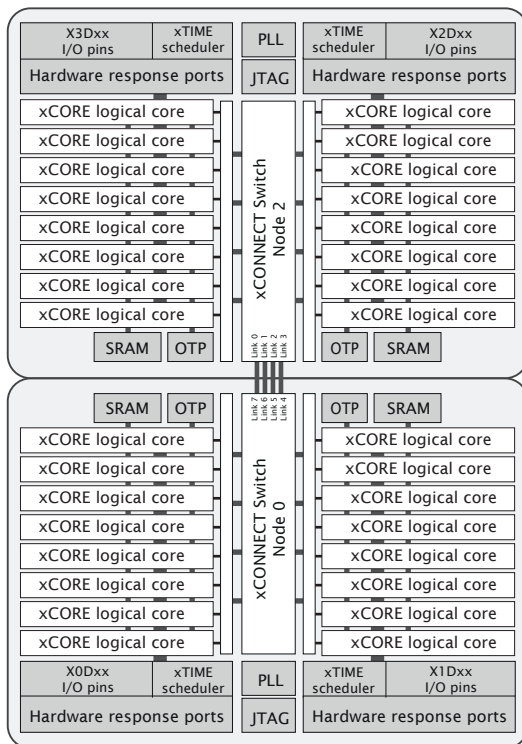 X3Dxx
I/O pins
xTIME
scheduler
PLL
xTIME
scheduler
X2Dxx
I/O pins
Hardware response ports
JTAG
Hardware response ports
xCORE logical core
xCORE logical core
xCORE logical core
xCORE logical core
xCORE logical core
xCORE logical core
xCORE logical core
xCORE logical core
SRAM
OTP
xCONNECT Switch
Node 2
Link 0
Link 1
Link 2
Link 3
xCORE logical core
xCORE logical core
xCORE logical core
xCORE logical core
xCORE logical core
xCORE logical core
xCORE logical core
xCORE logical core
OTP
SRAM
SRAM
OTP
xCORE logical core
xCORE logical core
xCORE logical core
xCORE logical core
xCORE logical core
xCORE logical core
xCORE logical core
xCORE logical core
Link 7
Link 6
Link 5
Link 4
xCONNECT Switch
Node 0
OTP
SRAM
xCORE logical core
xCORE logical core
xCORE logical core
xCORE logical core
xCORE logical core
xCORE logical core
xCORE logical core
xCORE logical core
X0Dxx
I/O pins
xTIME
scheduler
PLL
xTIME
scheduler
X1Dxx
I/O pins
Hardware response ports
JTAG
Hardware response ports